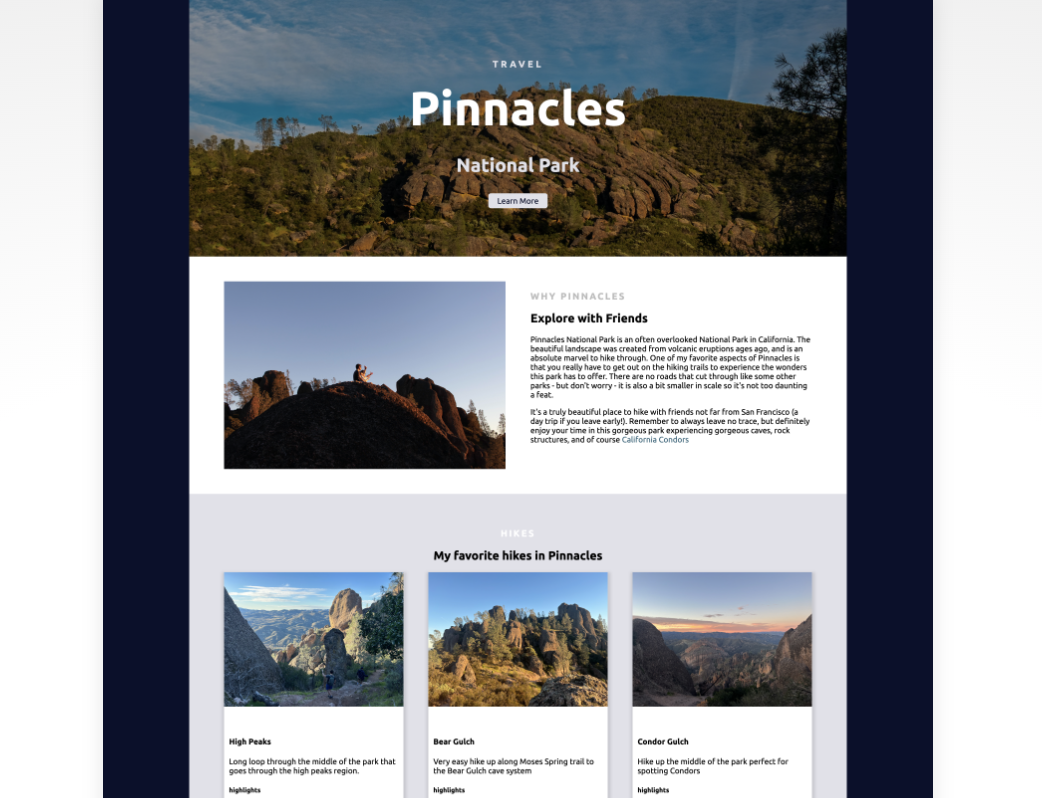 TRAVEL
Pinnacles
National Park
Learn More
WHY PINNACLES
Explore with Friends
Pinnacles National Park is an often overlooked National Park in California. The
beautiful landscape was created from volcanic eruptions ages ago, and is an
absolute marvel to hike through. One of my favorite aspects of Pinnacles is
that you really have to get out on the hiking trails to experience the wonders
this park has to offer. There are no roads that cut through like some other
parks - but don't worry - it is also a bit smaller in scale so it's not too daunting
a feat.
It's a truly beautiful place to hike with friends not far from San Francisco (a
day trip if you leave early!). Remember to always leave no trace, but definitely
enjoy your time in this gorgeous park experiencing gorgeous caves, rock
structures, and of course California Condors
HIKES
My favorite hikes in Pinnacles
High Peaks
Long loop through the middle of the park that
goes through the high peaks region.
highlights
Bear Gulch
Very easy hike up along Moses Spring trail to
the Bear Gulch cave system
highlights
Condor Gulch
Hike up the middle of the park perfect for
spotting Condors
highlights